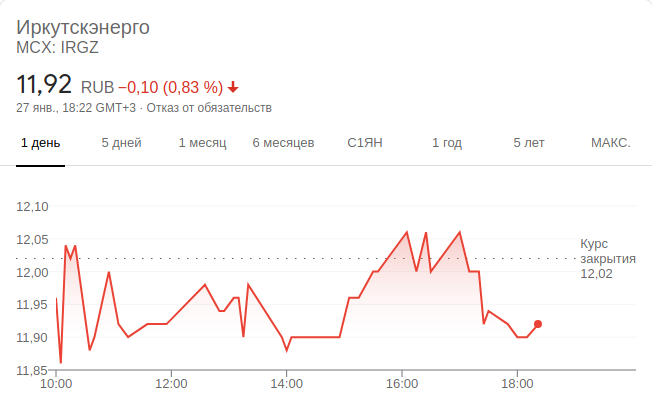 Иркутскэнерго
MCX: IRGZ
11,92 RUB −0,10 (0,83 %)
27 янв., 18:22 GMT+3 · Отказ от обязательств
1 день 5 дней 1 месяц 6 месяцев С1ЯН 1 год 5 лет МАКС.
12,10
12,05
12,00
11,95
11,90
11,85
Курс
закрытия
12,02
10:00 12:00 14:00 16:00 18:00